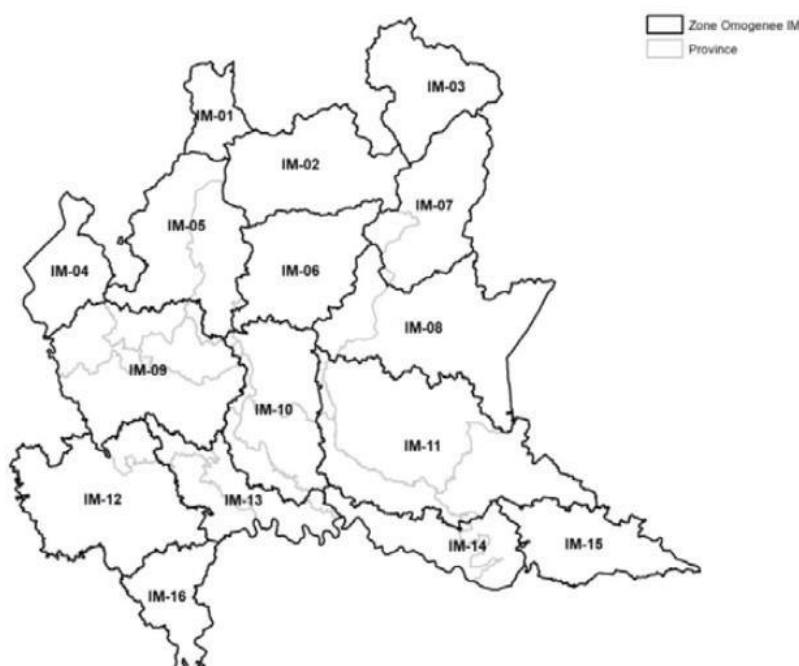 Zone Omogenee IM
Province
IM-03
IM-01
IM-02
IM-07
IM-05
IM-04
IM-06
IM-08
IM-09
IM-10
IM-11
IM-12
IM-13
IM-14
IM-15
IM-16